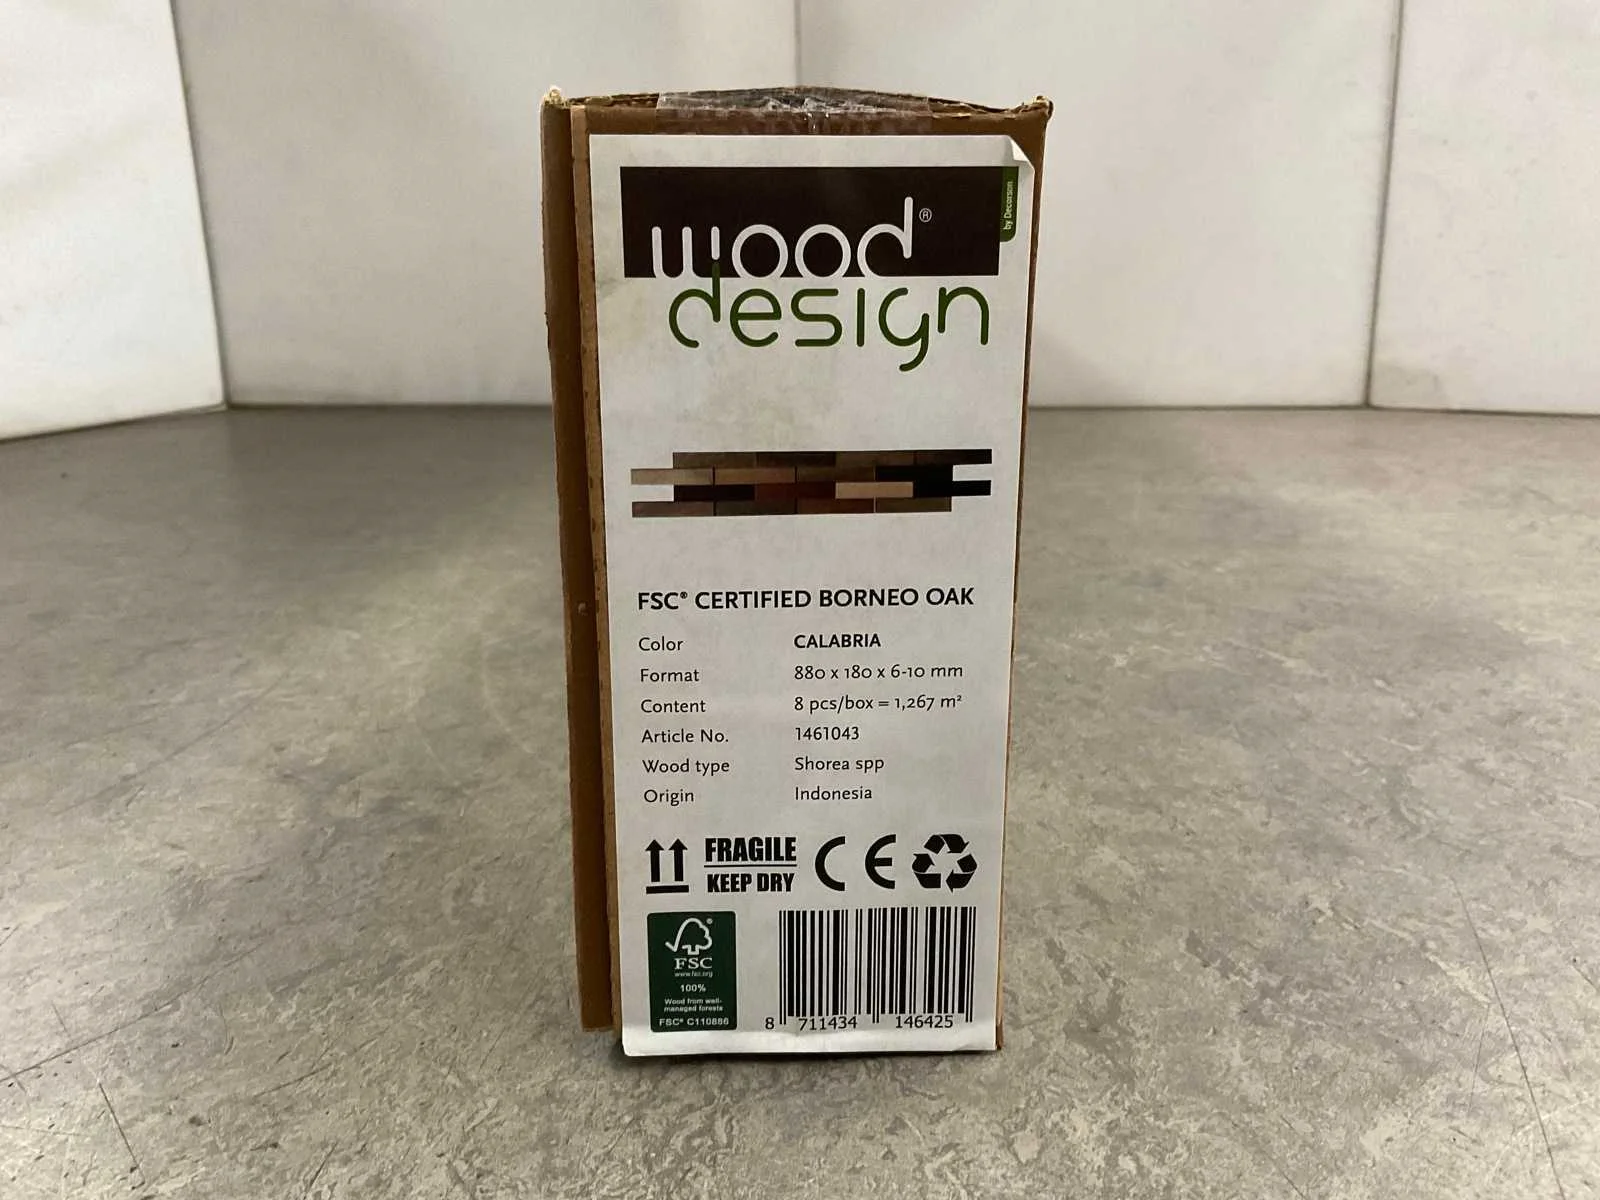 wood®
design
by Decorson
FSC® CERTIFIED BORNEO OAK
Color CALABRIA
Format 880 x 180 x 6-10 mm
Content 8 pcs/box = 1,267 m²
Article No. 1461043
Wood type Shorea spp
Origin Indonesia
FRAGILE
KEEP DRY
CE
FSC®
www.fsc.org
100%
Wood from well-
managed forests
FSC® C110886
8 711434 146425